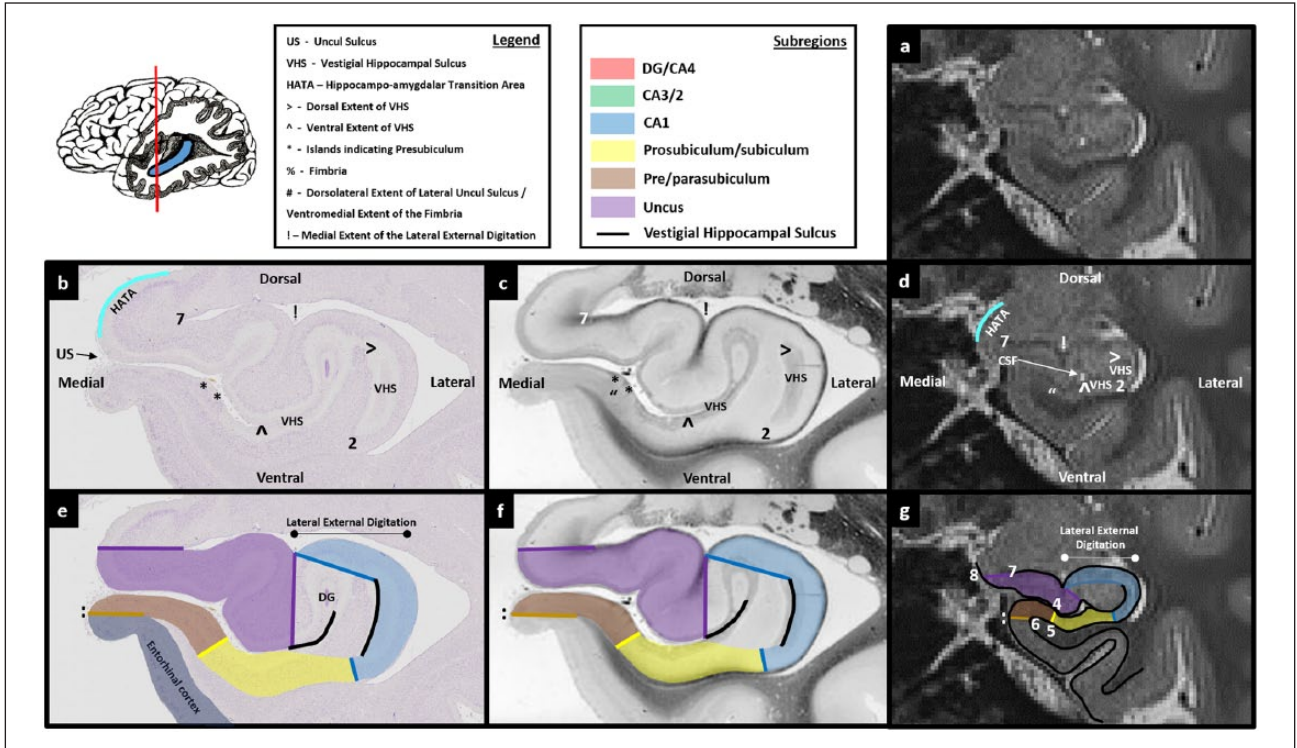 Legend
US - Uncul Sulcus
VHS - Vestigial Hippocampal Sulcus
HATA – Hippocampo-amygdalar Transition Area
> - Dorsal Extent of VHS
^ - Ventral Extent of VHS
* - Islands indicating Presubiculum
% - Fimbria
# - Dorsolateral Extent of Lateral Uncul Sulcus /
Ventromedial Extent of the Fimbria
! – Medial Extent of the Lateral External Digitation
Subregions
DG/CA4
CA3/2
CA1
Prosubiculum/subiculum
Pre/parasubiculum
Uncus
Vestigial Hippocampal Sulcus
a
b
Dorsal
HATA
7
!
>
US
Medial
*
*
VHS
Lateral
VHS
^
2
Ventral
c
Dorsal
!
7
>
Medial
*
*
“
VHS
Lateral
VHS
^
2
Ventral
d
Dorsal
HATA
7
!
CSF
>
VHS
Medial
“
^
VHS
2
Lateral
Ventral
e
Lateral External Digitation
DG
:
Entorhinal cortex
f
Lateral External Digitation
:
g
Lateral External
Digitation
8
7
4
:
6
5